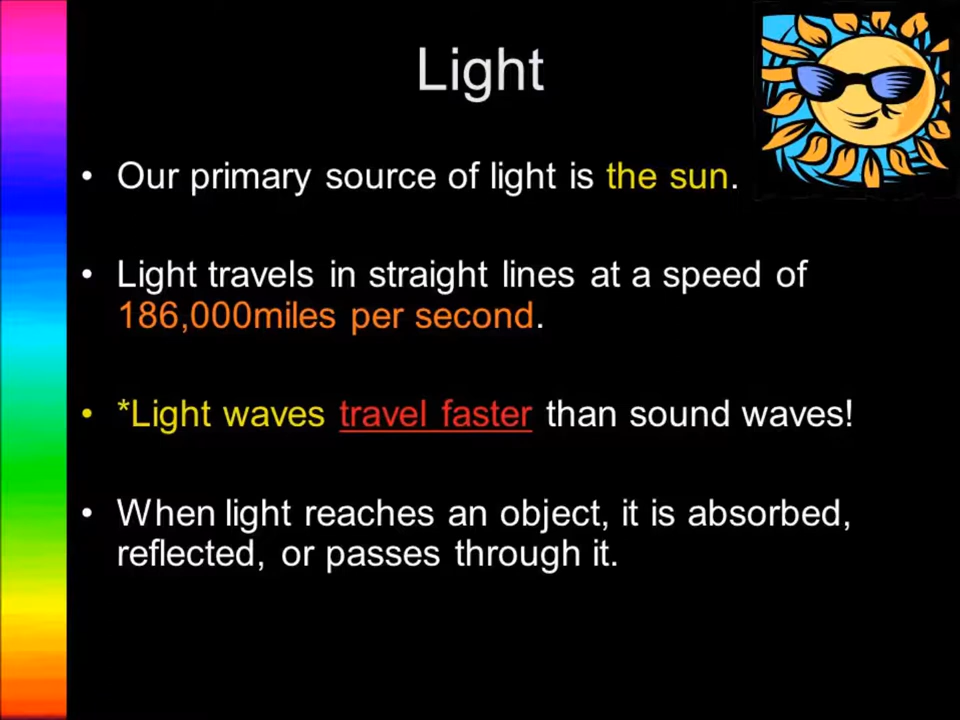 Light
• Our primary source of light is the sun.
• Light travels in straight lines at a speed of
186,000miles per second.
• *Light waves travel faster than sound waves!
• When light reaches an object, it is absorbed,
reflected, or passes through it.